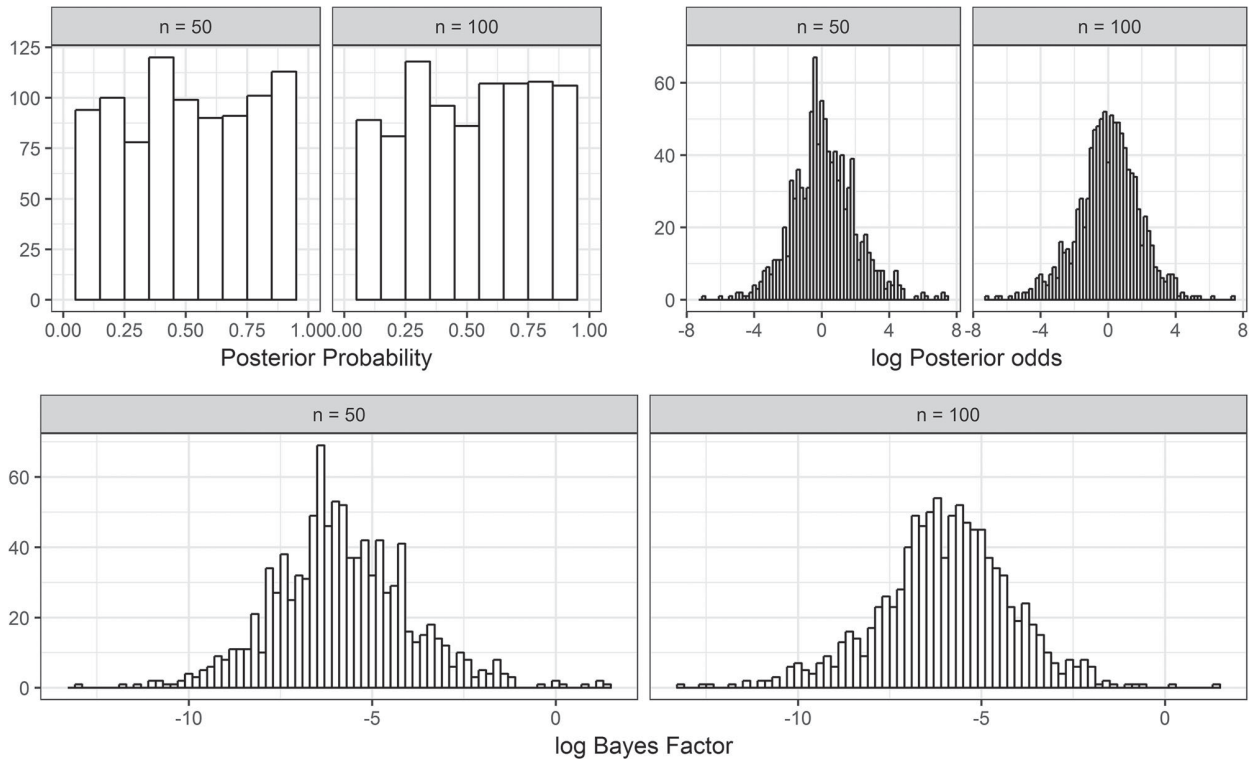 n = 50
n = 100
125
100
75
50
25
0
0.00 0.25 0.50 0.75 1.00
0.00 0.25 0.50 0.75 1.00
Posterior Probability
n = 50
n = 100
60
40
20
0
-8 -4 0 4 8
-8 -4 0 4 8
log Posterior odds
n = 50
n = 100
60
40
20
0
-10 -5 0
-10 -5 0
log Bayes Factor